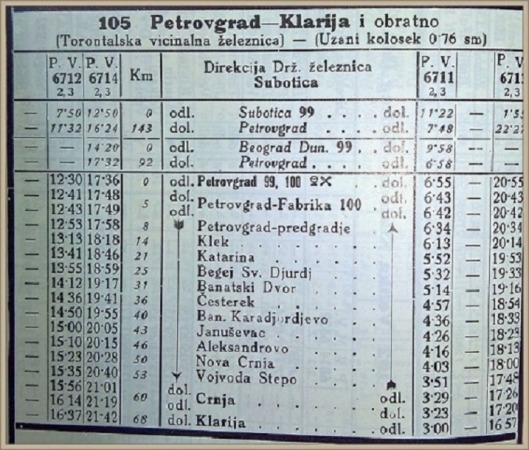 105 Petrovgrad—Klarija i obratno
(Torontalska vicinalna železnica) — (Uzani kolosek 0·76 sm)
P. V. 6712 2, 3 P. V. 6714 2, 3 Km Direkcija Drž. železnica Subotica P. V. 6711 2, 3 P. 671
— 7·50 12·50 0 odl. Subotica 99 . . . . dol. 11·22 — 1·5
— 11·32 16·24 143 dol. Petrovgrad . . . . odl. 7·48 — 22·2
— — 14·20 0 odl. Beograd Dun. 99 . dol. 9·58 — —
— — 17·32 92 dol. Petrovgrad . . . . odl. 6·58 — —
— 12·30 17·36 0 odl. Petrovgrad 99, 100 dol. 6·55 — 20·55
— 12·41 17·48 5 dol. Petrovgrad-Fabrika 100 odl. 6·43 — 20·43
— 12·43 17·49 odl. dol. 6·42 — 20·42
— 12·53 17·58 8 Petrovgrad-predgradje 6·34 — 20·34
— 13·13 18·18 14 Klek . . . . 6·13 — 20·14
— 13·41 18·46 21 Katarina . . . . 5·52 — 19·53
— 13·55 18·59 25 Begej Sv. Djurdj . . 5·32 — 19·33
— 14·12 19·17 31 Banatski Dvor . . . 5·14 — 19·16
— 14·36 19·41 36 Česterek . . . . 4·57 — 18·54
— 14·50 19·55 40 Ban. Karadjordjevo . 4·36 — 18·33
— 15·00 20·05 43 Januševac . . . . 4·26 — 18·23
— 15·10 20·15 46 Aleksandrovo . . . 4·16 — 18·13
— 15·23 20·28 50 Nova Crnja . . . . 4·03 — 18·00
— 15·35 20·40 53 Vojvoda Stepo . . . 3·51 — 17·48
— 15·56 21·01 60 dol. Crnja . . . . odl. 3·29 — 17·26
— 16·14 21·19 odl. dol. 3·23 — 17·20
— 16·37 21·42 68 dol. Klarija . . . . odl. 3·00 — 16·57